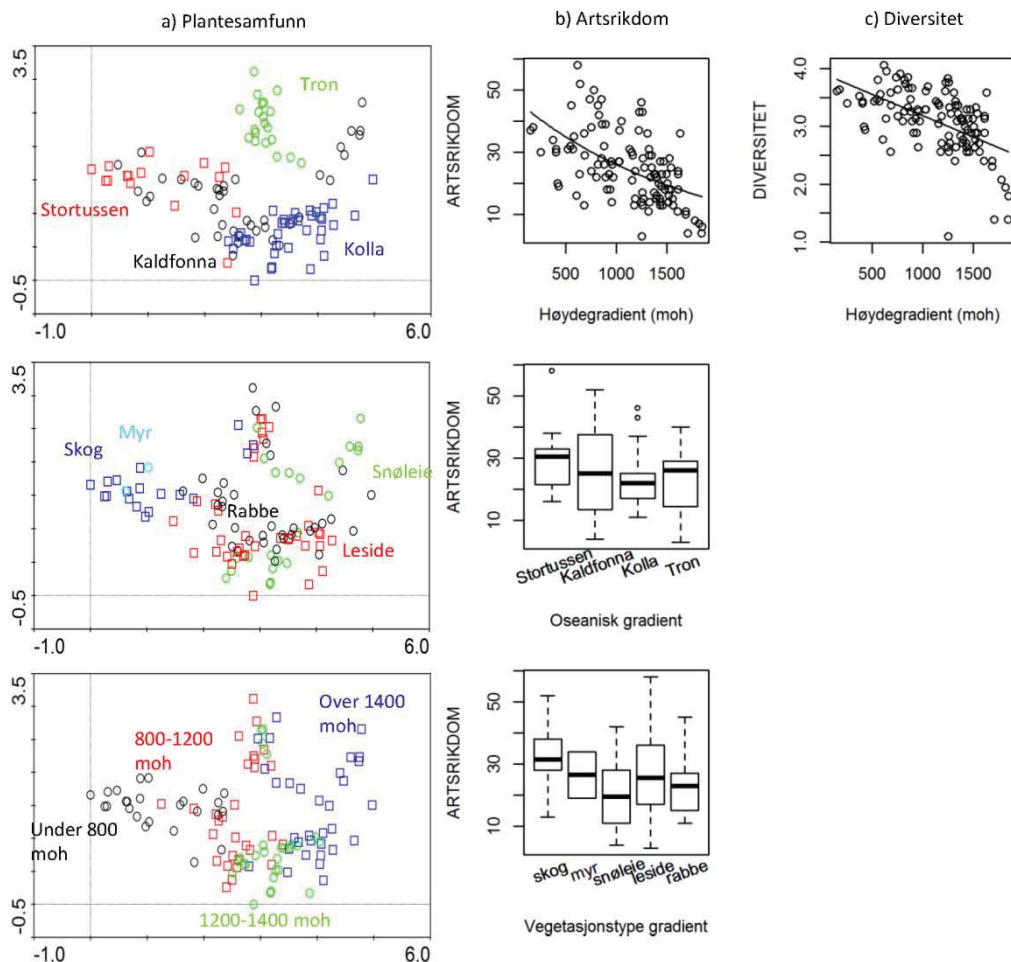 a) Plantesamfunn
b) Artsrikdom
c) Diversitet
3.5
Tron
Stortussen
Kaldfonna
Kolla
-0.5
-1.0
6.0
ARTSRIKDOM
50
30
10
500
1000
1500
Høydegradient (moh)
DIVERSITET
4.0
3.0
2.0
1.0
500
1000
1500
Høydegradient (moh)
3.5
Myr
Skog
Snøleie
Rabbe
Leside
-0.5
-1.0
6.0
ARTSRIKDOM
50
30
10
Stortussen
Kaldfonna
Kolla
Tron
Oseanisk gradient
3.5
Over 1400
moh
800-1200
moh
Under 800
moh
1200-1400 moh
-0.5
-1.0
6.0
ARTSRIKDOM
50
30
10
skog
myr
snøleie
leside
rabbe
Vegetasjonstype gradient